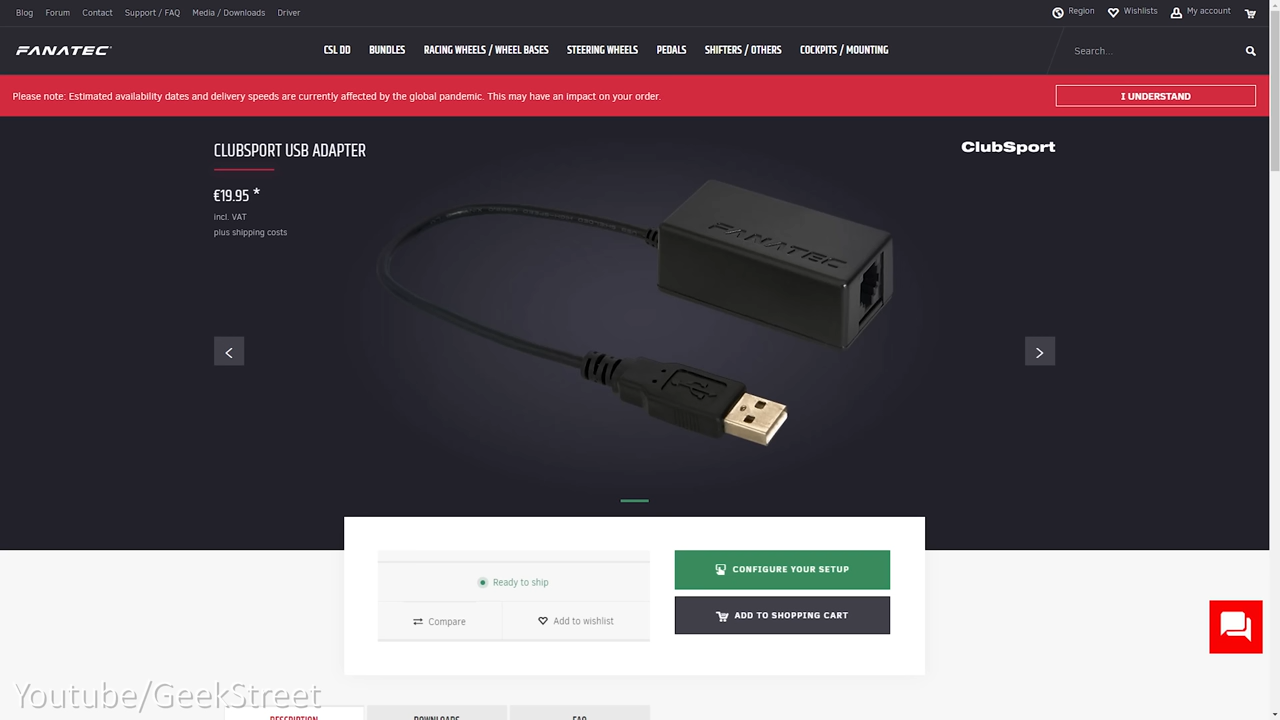 Blog Forum Contact Support / FAQ Media / Downloads Driver
Region Wishlists My account
FANATEC
CSL DD BUNDLES RACING WHEELS / WHEEL BASES STEERING WHEELS PEDALS SHIFTERS / OTHERS COCKPITS / MOUNTING
Search...
Please note: Estimated availability dates and delivery speeds are currently affected by the global pandemic. This may have an impact on your order.
I UNDERSTAND
CLUBSPORT USB ADAPTER
ClubSport
€19.95 *
incl. VAT
plus shipping costs
FANATEC
Ready to ship
Compare
Add to wishlist
CONFIGURE YOUR SETUP
ADD TO SHOPPING CART
Youtube/GeekStreet
DESCRIPTION DOWNLOADS FAQ